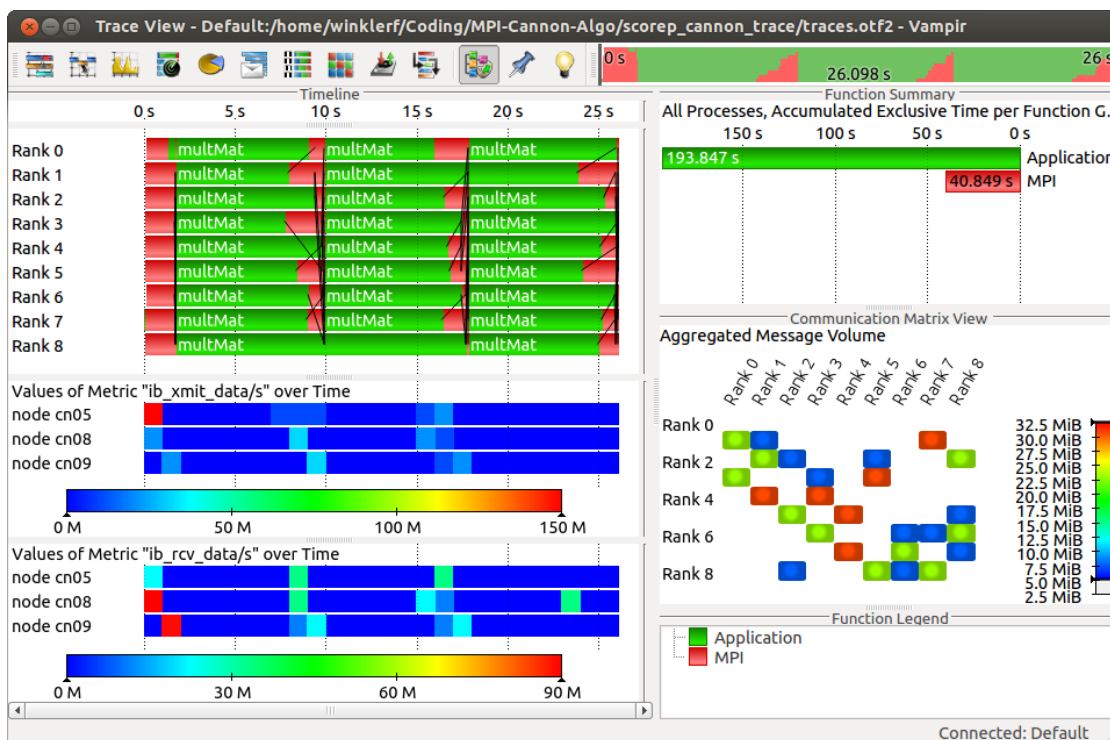 Trace View - Default:/home/winklerf/Coding/MPI-Cannon-Algo/scorep_cannon_trace/traces.otf2 - Vampir
0 s 26.098 s 26 s
Timeline
0 s 5 s 10 s 15 s 20 s 25 s
Rank 0 multMat multMat multMat
Rank 1 multMat multMat multMat
Rank 2 multMat multMat multMat
Rank 3 multMat multMat multMat
Rank 4 multMat multMat multMat
Rank 5 multMat multMat multMat
Rank 6 multMat multMat multMat
Rank 7 multMat multMat multMat
Rank 8 multMat multMat
Values of Metric "ib_xmit_data/s" over Time
node cn05
node cn08
node cn09
0 M 50 M 100 M 150 M
Values of Metric "ib_rcv_data/s" over Time
node cn05
node cn08
node cn09
0 M 30 M 60 M 90 M
Function Summary
All Processes, Accumulated Exclusive Time per Function G.
150 s 100 s 50 s 0 s
193.847 s Application
40.849 s MPI
Communication Matrix View
Aggregated Message Volume
Rank 0 Rank 1 Rank 2 Rank 3 Rank 4 Rank 5 Rank 6 Rank 7 Rank 8
Rank 0
Rank 2
Rank 4
Rank 6
Rank 8
32.5 MiB
30.0 MiB
27.5 MiB
25.0 MiB
22.5 MiB
20.0 MiB
17.5 MiB
15.0 MiB
12.5 MiB
10.0 MiB
7.5 MiB
5.0 MiB
2.5 MiB
Function Legend
Application
MPI
Connected: Default